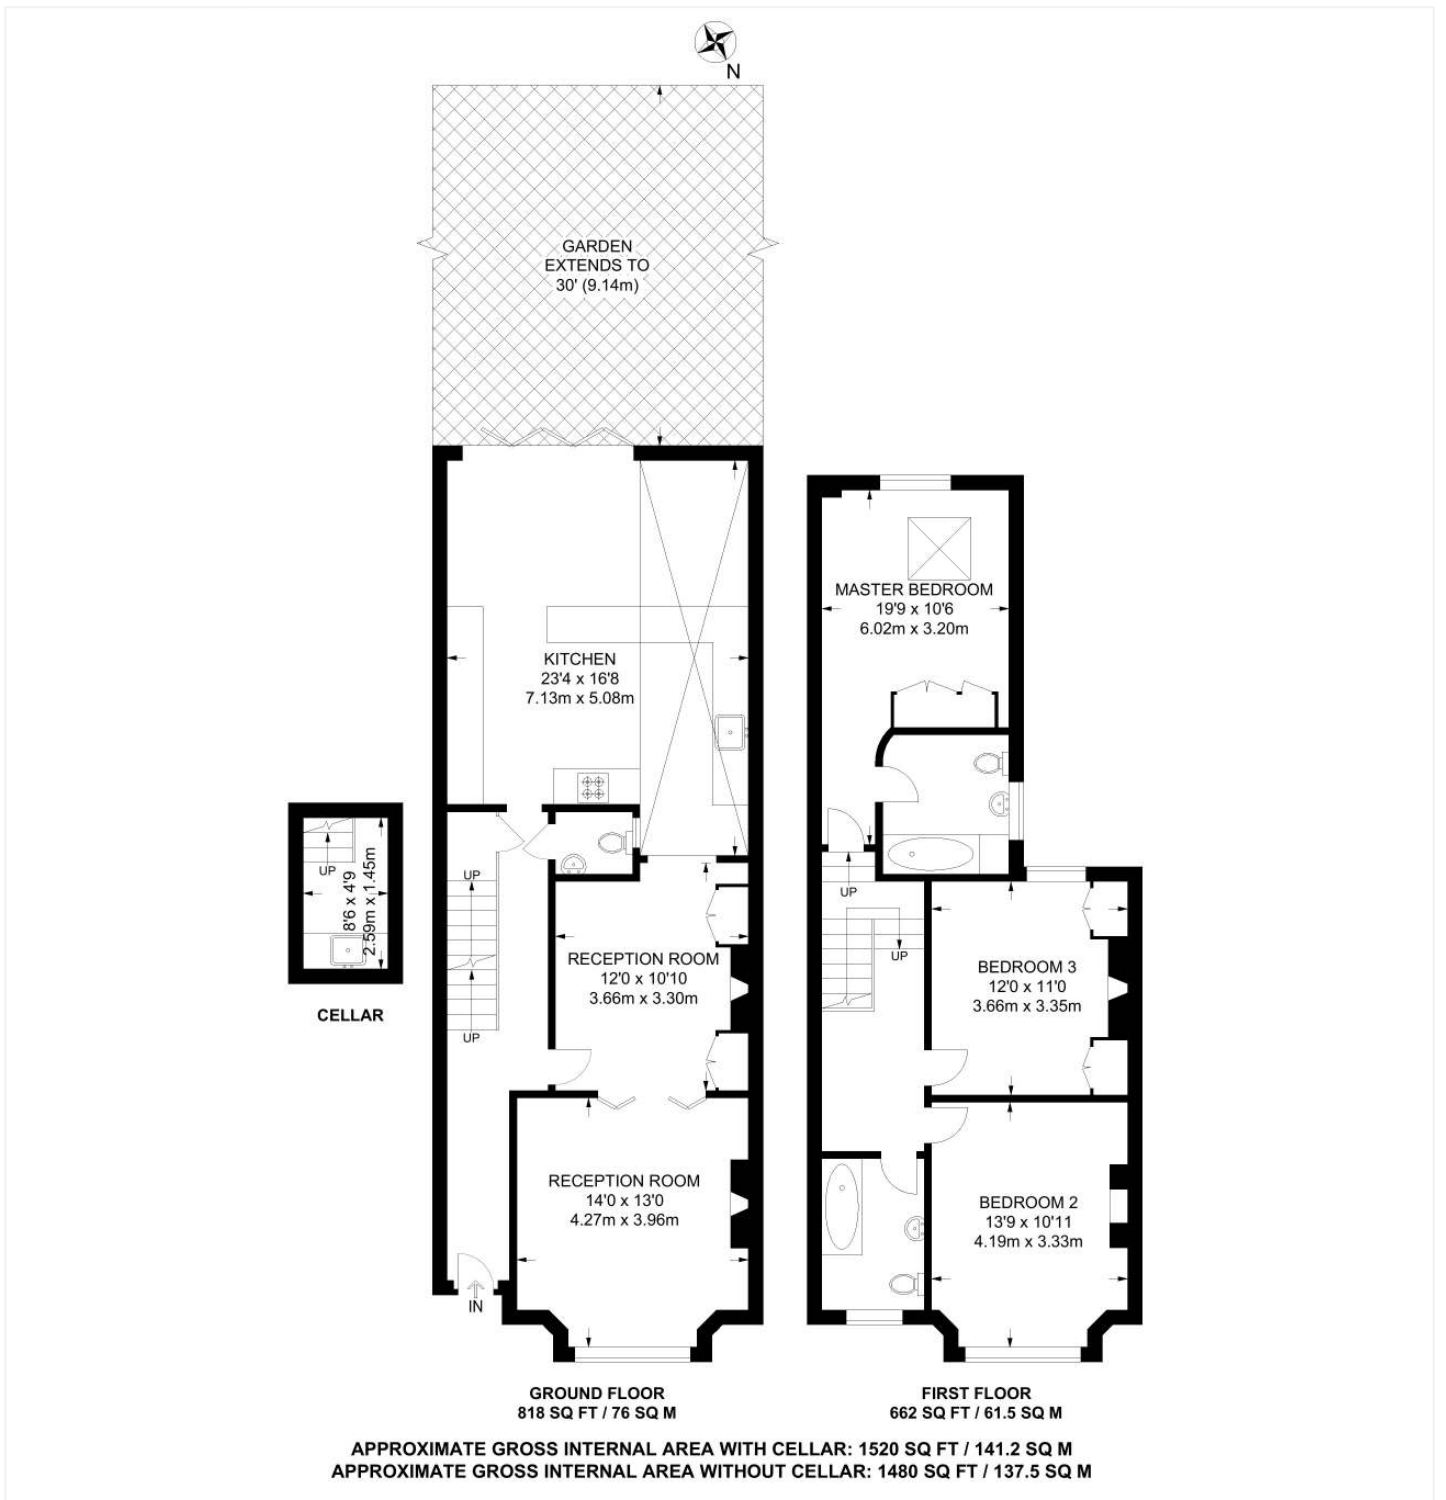 N
GARDEN
EXTENDS TO
30' (9.14m)
KITCHEN
23'4 x 16'8
7.13m x 5.08m
UP
UP
RECEPTION ROOM
12'0 x 10'10
3.66m x 3.30m
RECEPTION ROOM
14'0 x 13'0
4.27m x 3.96m
IN
UP
8'6 x 4'9
2.59m x 1.45m
CELLAR
MASTER BEDROOM
19'9 x 10'6
6.02m x 3.20m
UP
UP
BEDROOM 3
12'0 x 11'0
3.66m x 3.35m
BEDROOM 2
13'9 x 10'11
4.19m x 3.33m
GROUND FLOOR
818 SQ FT / 76 SQ M
FIRST FLOOR
662 SQ FT / 61.5 SQ M
APPROXIMATE GROSS INTERNAL AREA WITH CELLAR: 1520 SQ FT / 141.2 SQ M
APPROXIMATE GROSS INTERNAL AREA WITHOUT CELLAR: 1480 SQ FT / 137.5 SQ M